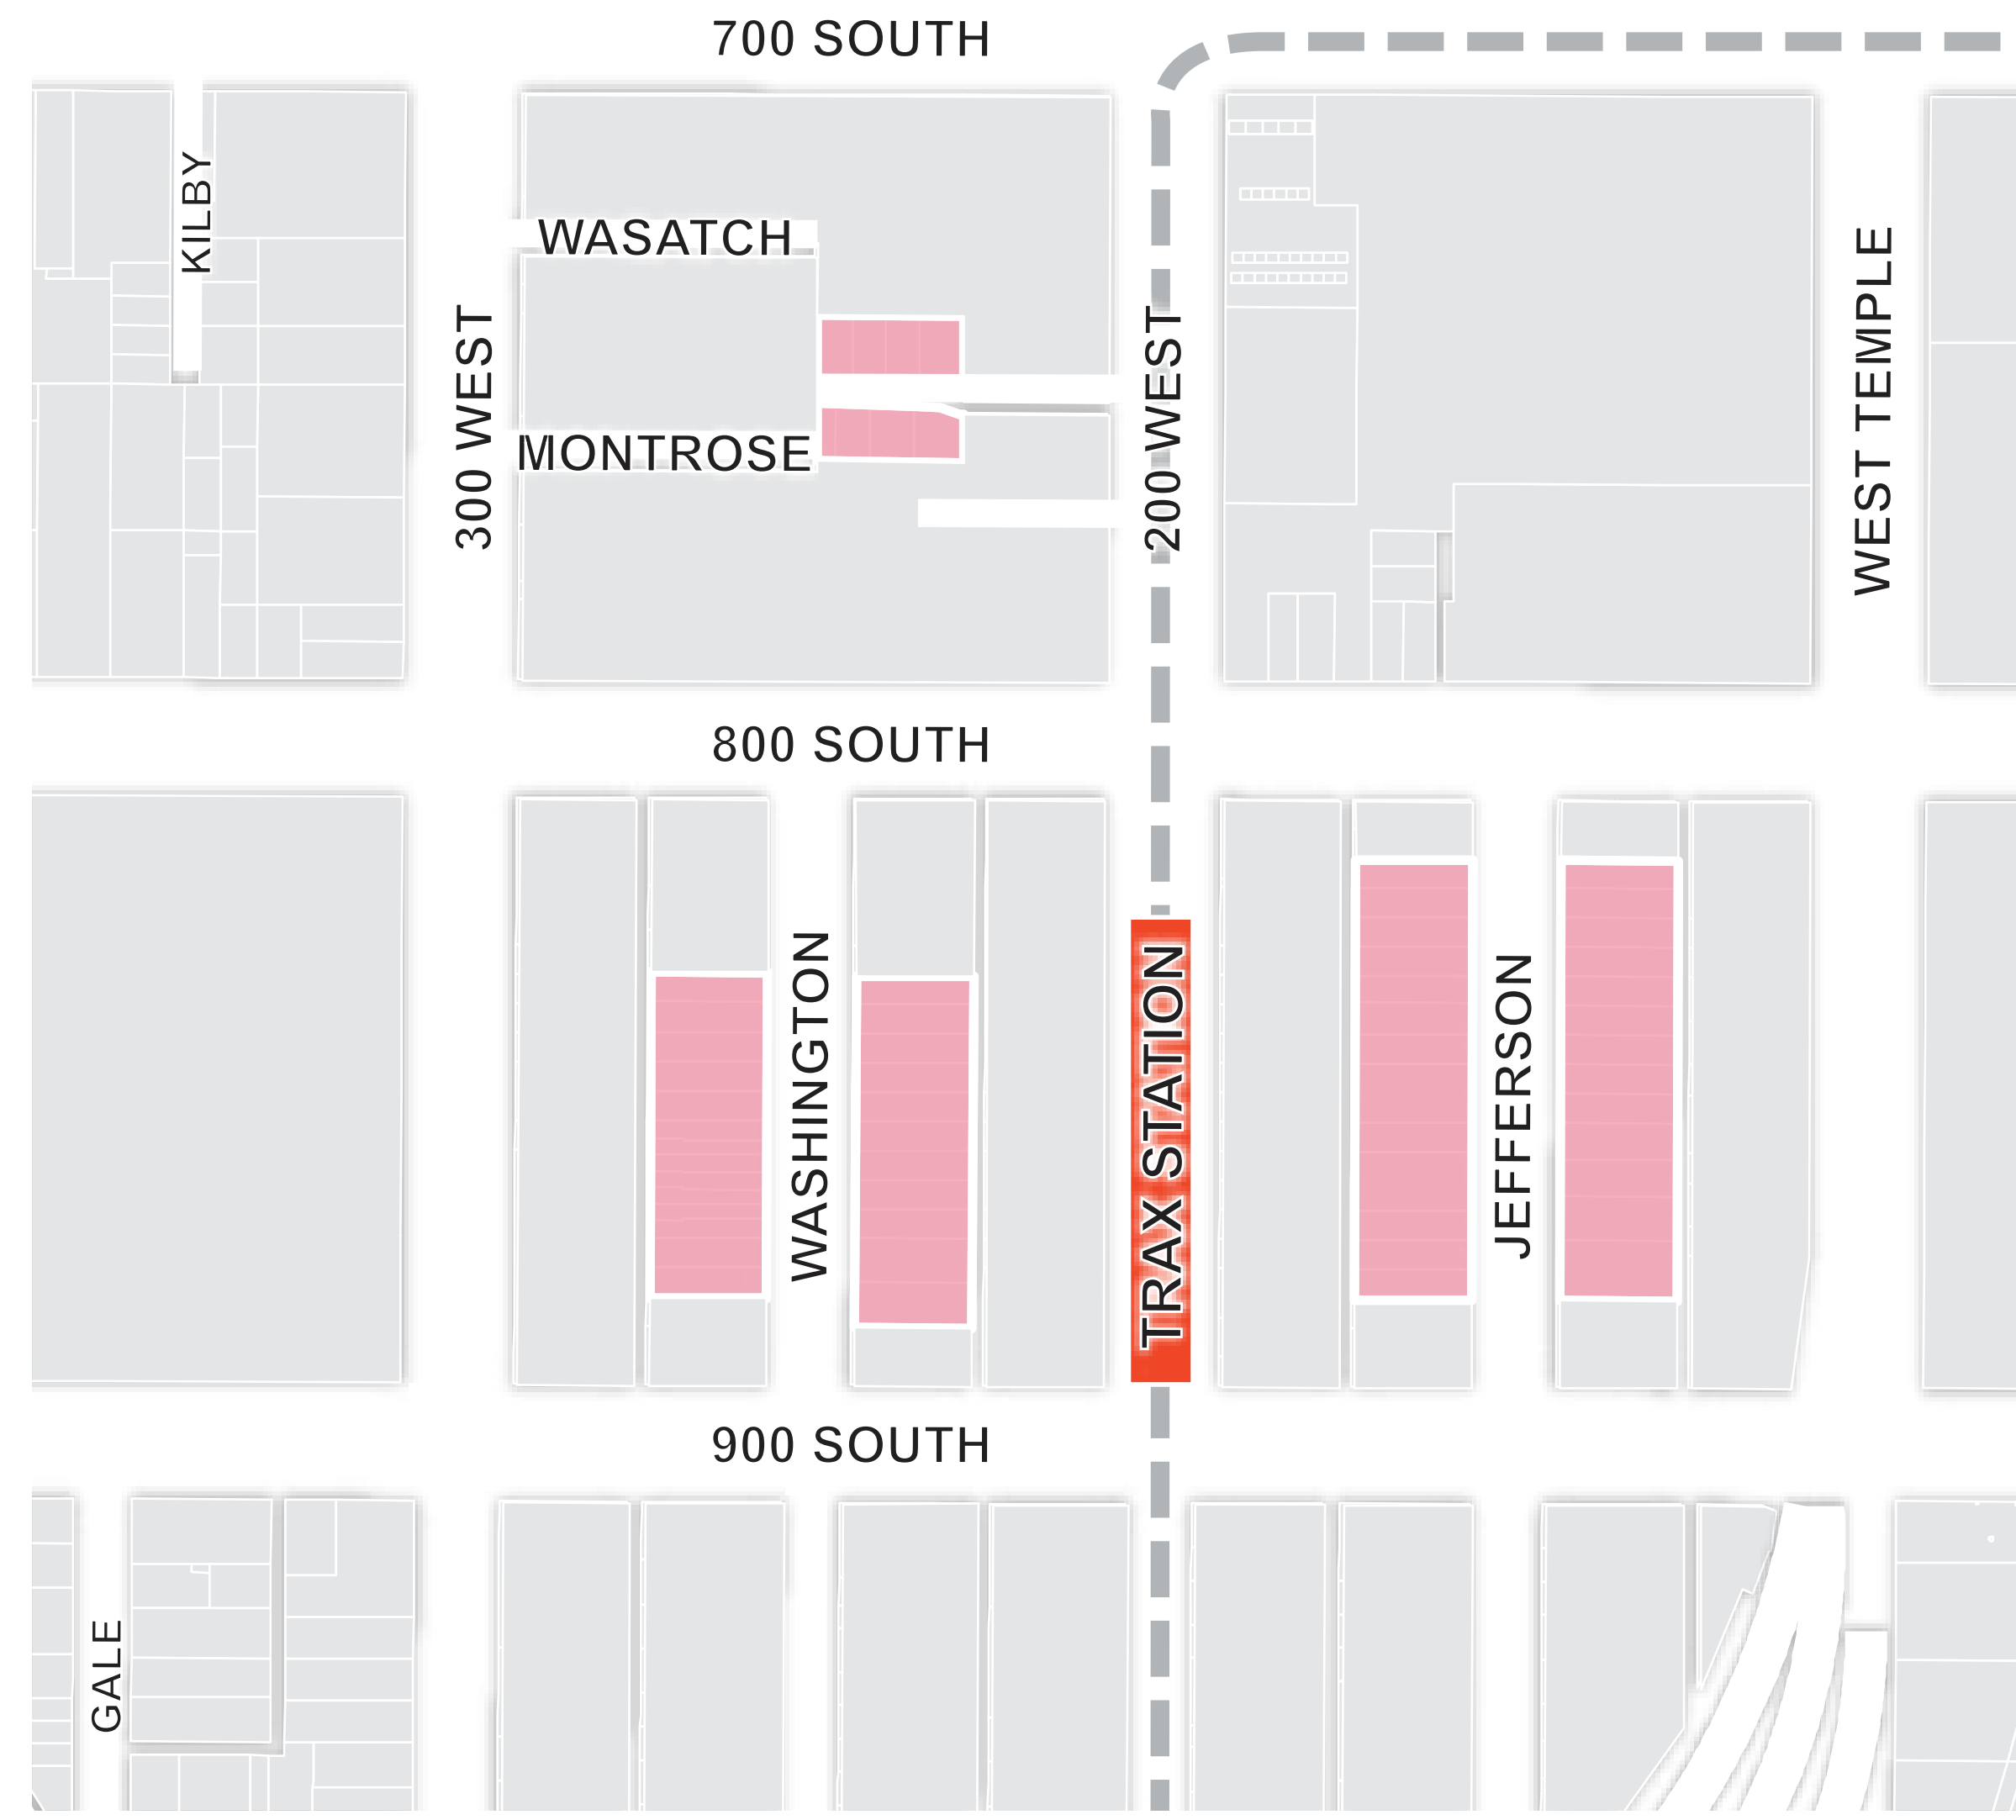 700 SOUTH
KILBY
WASATCH
300 WEST
200 WEST
WEST TEMPLE
MONTROSE
800 SOUTH
WASHINGTON
TRAX STATION
JEFFERSON
900 SOUTH
GALE